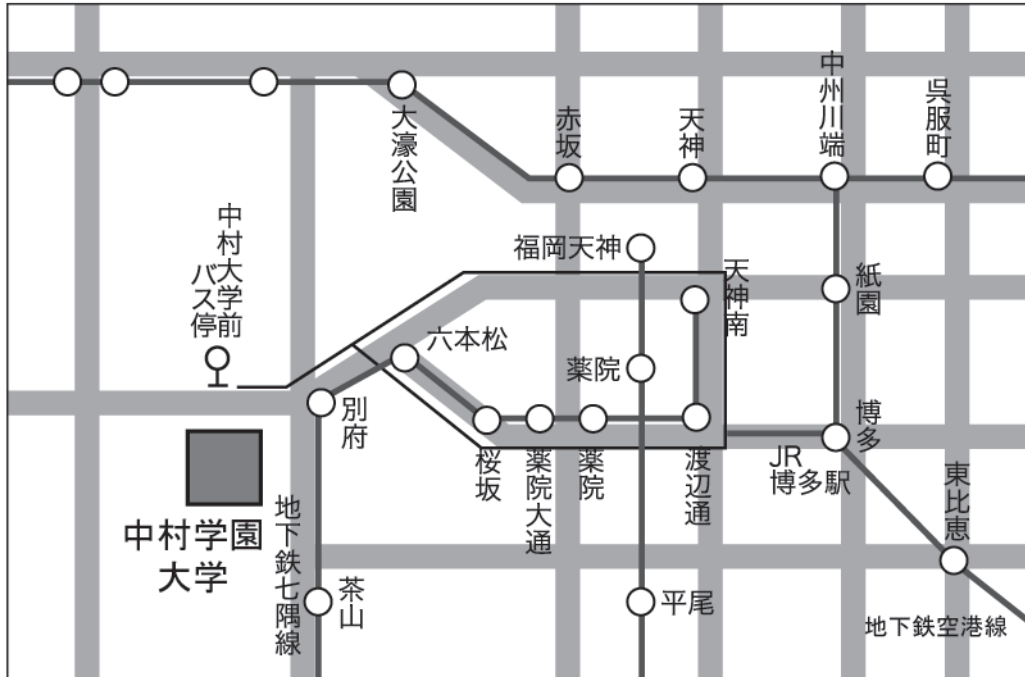 大濠公園
赤坂
天神
中州川端
呉服町
中村大学前
バス停
福岡天神
天神南
紙園
六本松
薬院
別府
桜坂
薬院大通
薬院
渡辺通
博多
JR
博多駅
東比恵
中村学園
大学
地下鉄七隈線
茶山
平尾
地下鉄空港線